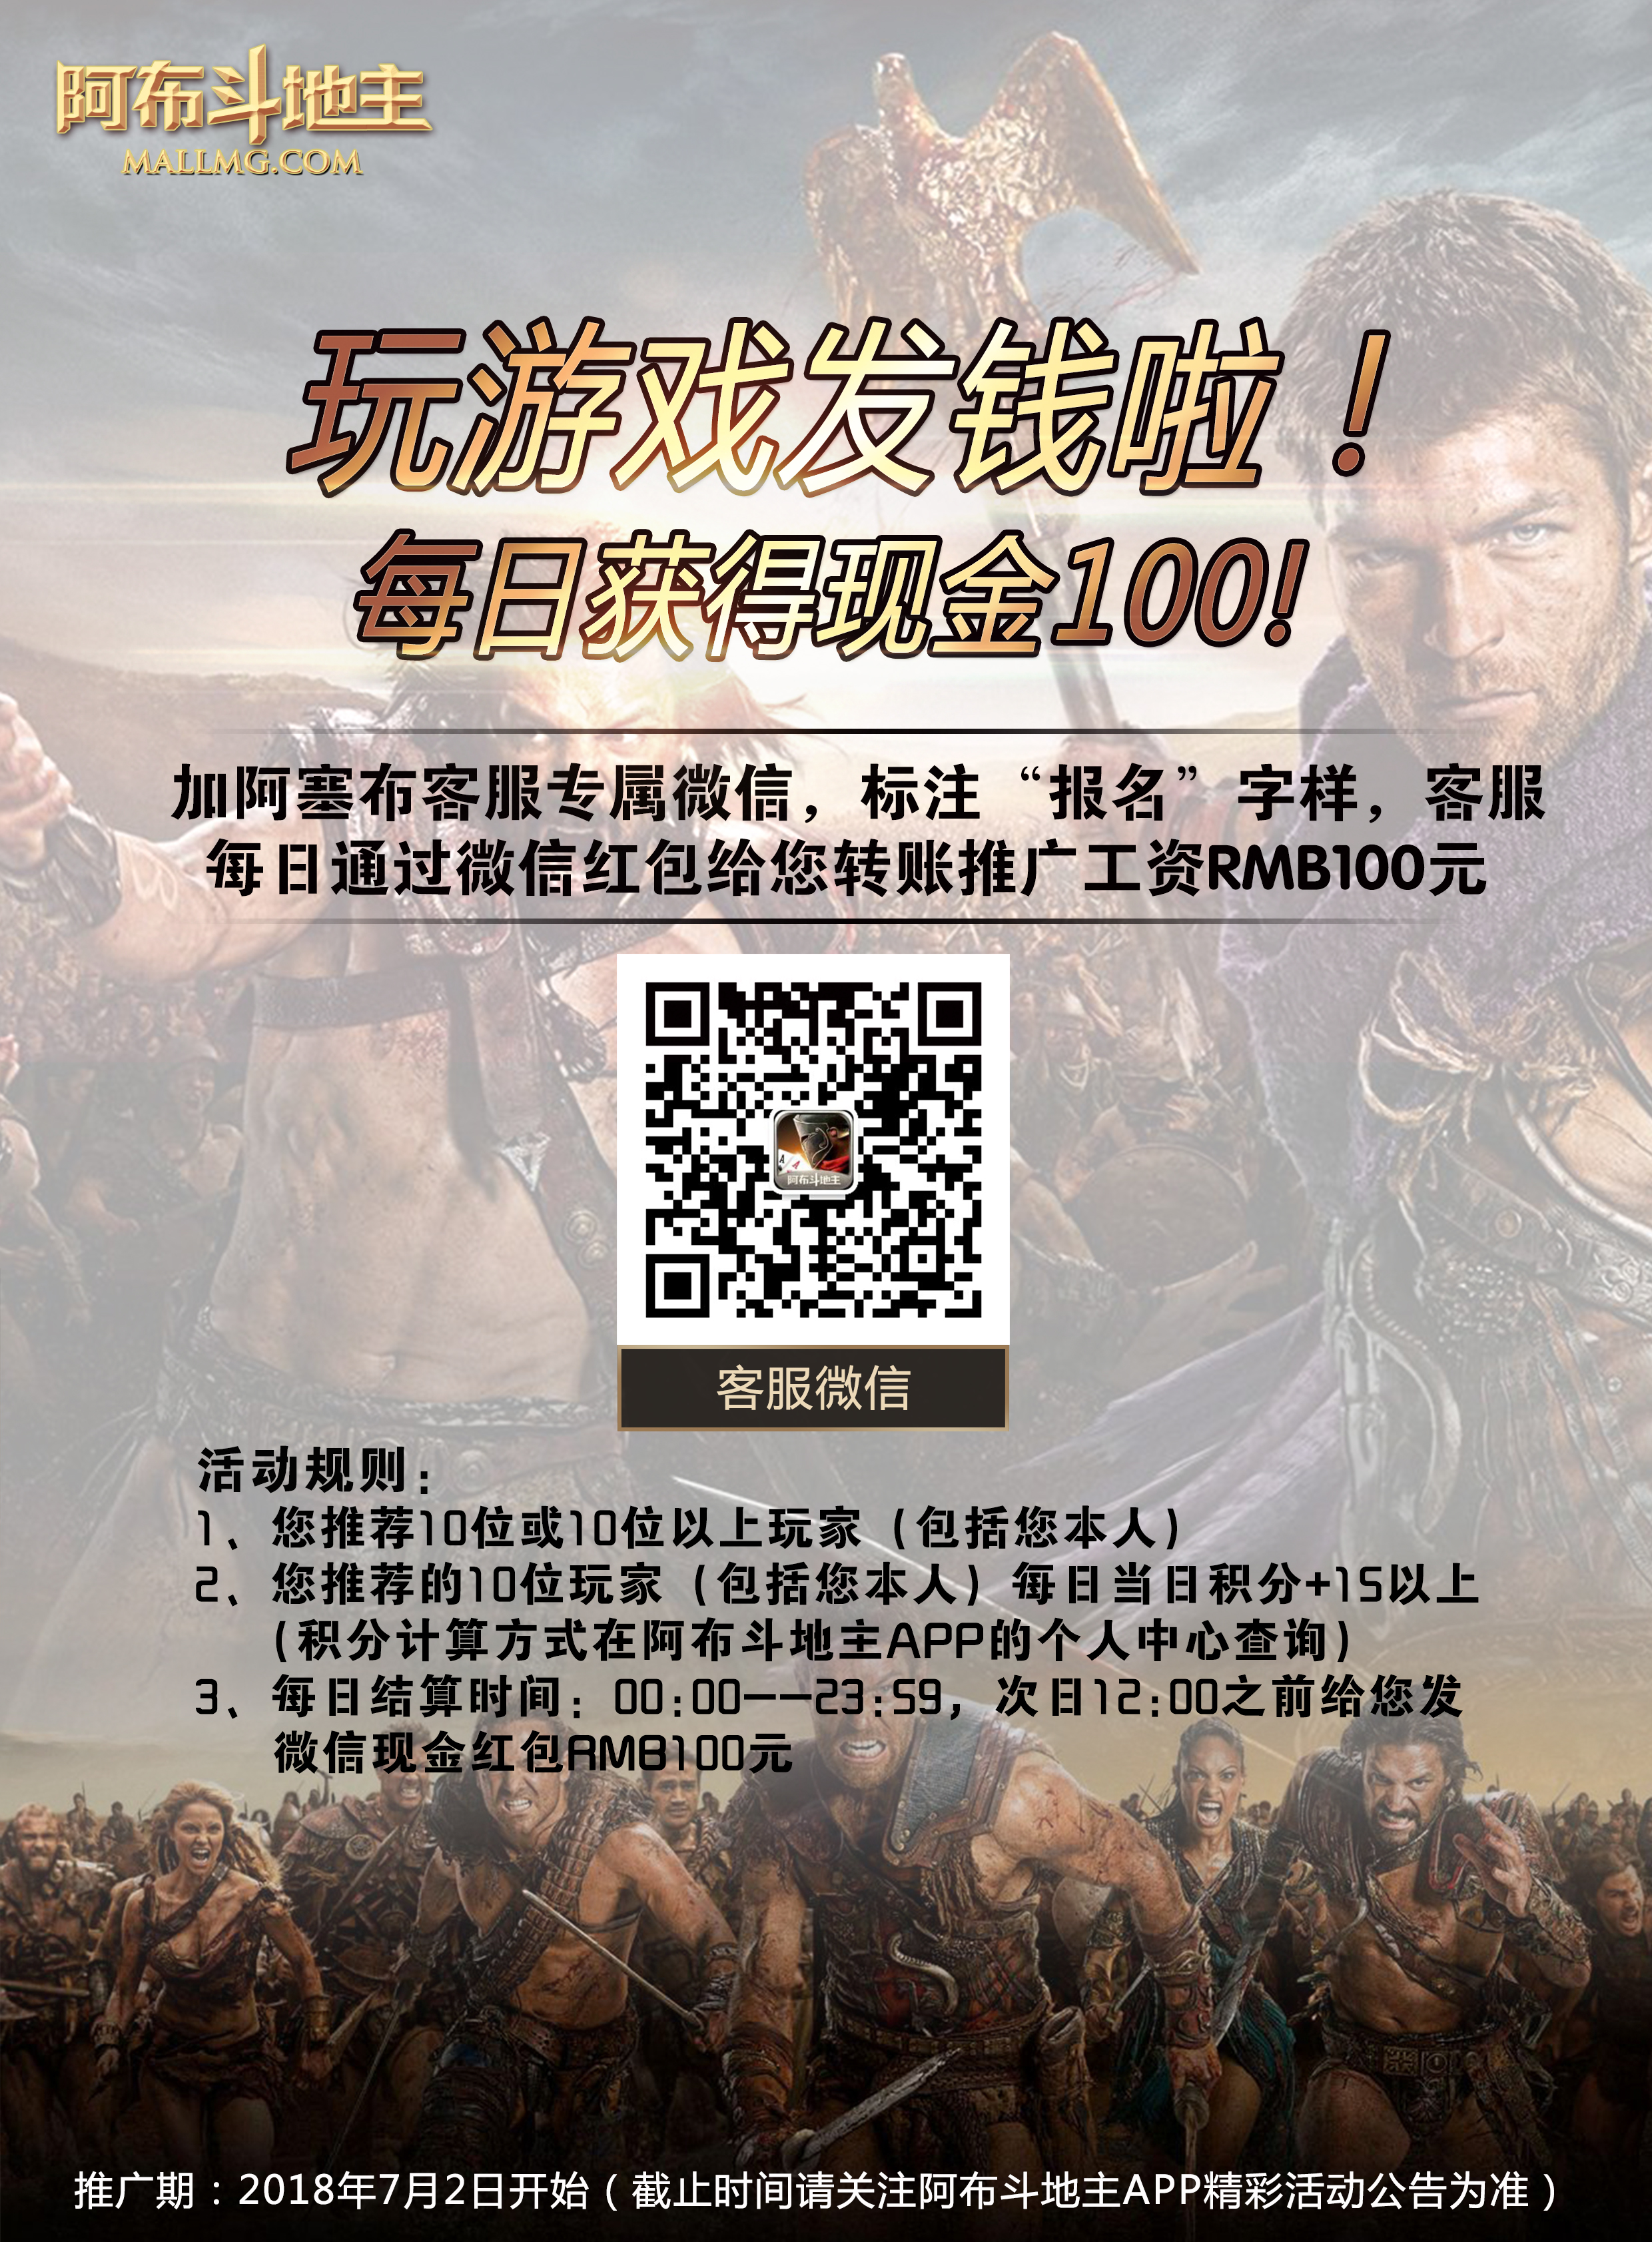 阿布斗地主
MALLMG.COM
玩游戏发钱啦！
每日获得现金100!
加阿塞布客服专属微信，标注“报名”字样，客服
每日通过微信红包给您转账推广工资RMB100元
阿布斗地主
客服微信
活动规则：
1、您推荐10位或10位以上玩家（包括您本人）
2、您推荐的10位玩家（包括您本人）每日当日积分+15以上
（积分计算方式在阿布斗地主APP的个人中心查询）
3、每日结算时间：00:00——23:59，次日12:00之前给您发
微信现金红包RMB100元
推广期：2018年7月2日开始（截止时间请关注阿布斗地主APP精彩活动公告为准）